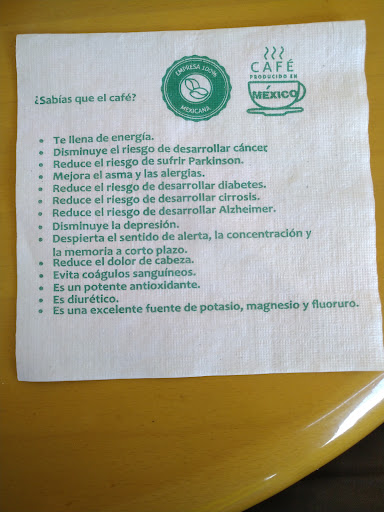 EMPRESA 100%
MEXICANA
CAFÉ
PRODUCIDO EN
MÉXICO
¿Sabías que el café?
• Te llena de energía.
• Disminuye el riesgo de desarrollar cáncer.
• Reduce el riesgo de sufrir Parkinson.
• Mejora el asma y las alergias.
• Reduce el riesgo de desarrollar diabetes.
• Reduce el riesgo de desarrollar cirrosis.
• Reduce el riesgo de desarrollar Alzheimer.
• Disminuye la depresión.
• Despierta el sentido de alerta, la concentración y
la memoria a corto plazo.
• Reduce el dolor de cabeza.
• Evita coágulos sanguíneos.
• Es un potente antioxidante.
• Es diurético.
• Es una excelente fuente de potasio, magnesio y fluoruro.